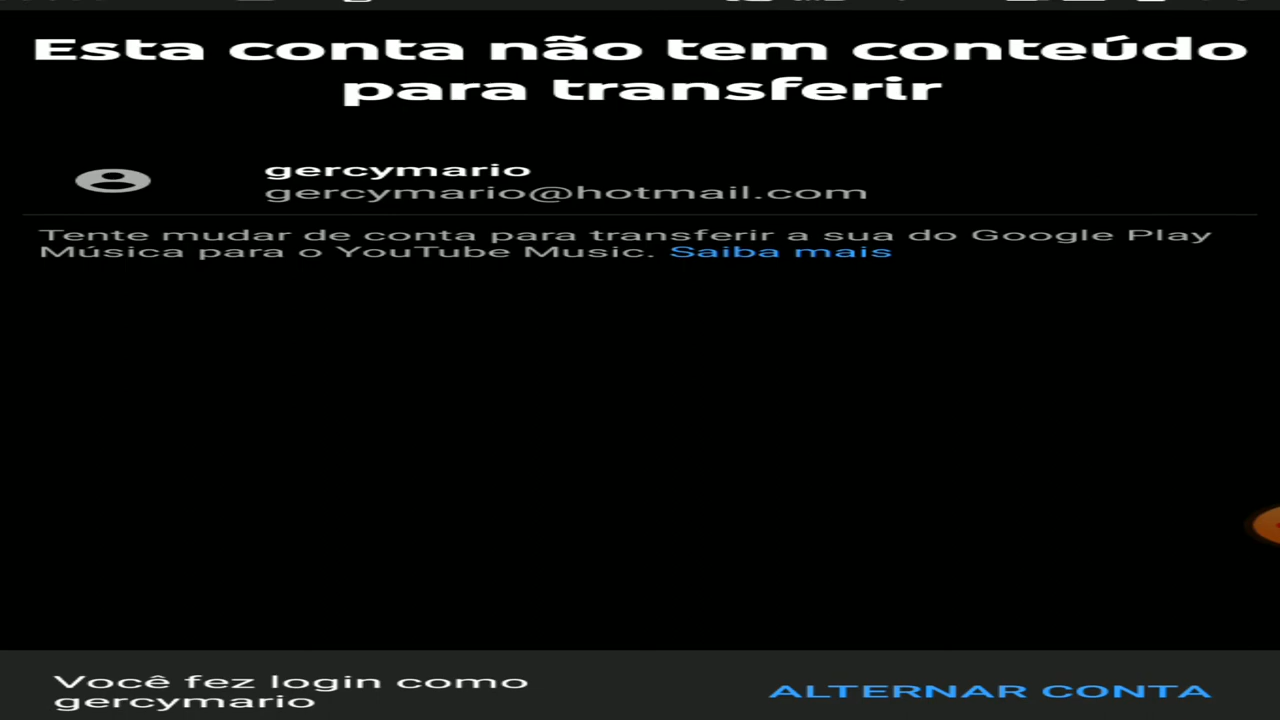 Esta conta não tem conteúdo
para transferir
gercymario
gercymario@hotmail.com
Tente mudar de conta para transferir a sua do Google Play
Música para o YouTube Music. Saiba mais
Você fez login como
gercymario
ALTERNAR CONTA